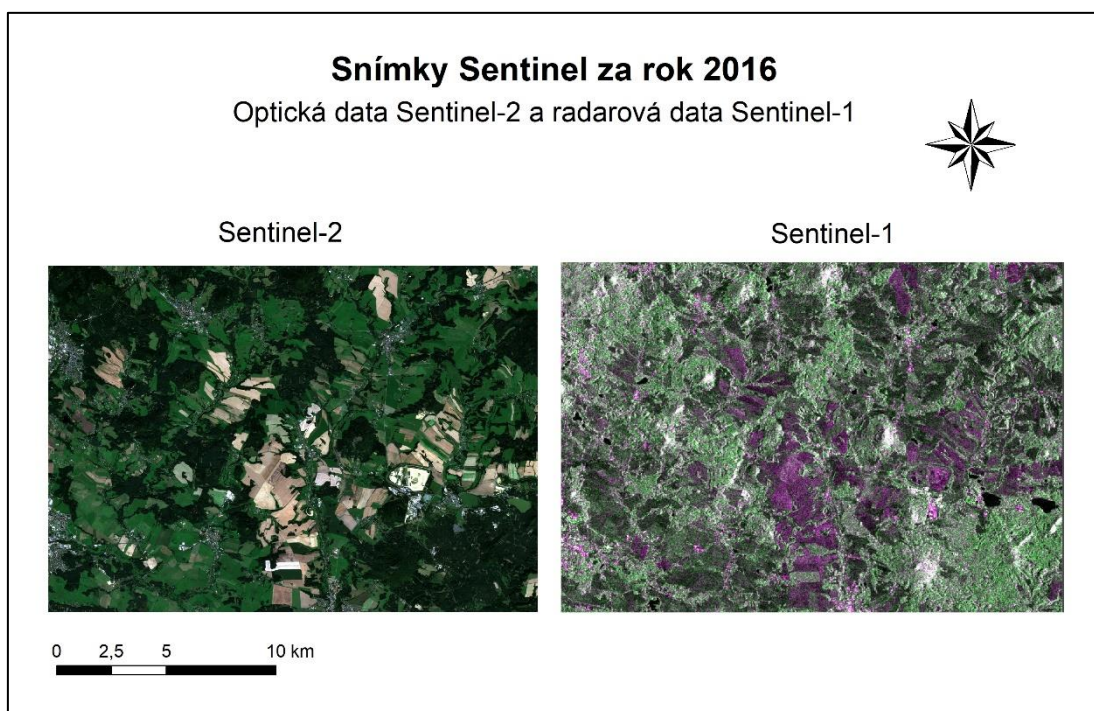 Snímky Sentinel za rok 2016
Optická data Sentinel-2 a radarová data Sentinel-1
Sentinel-2
Sentinel-1
0 2,5 5 10 km